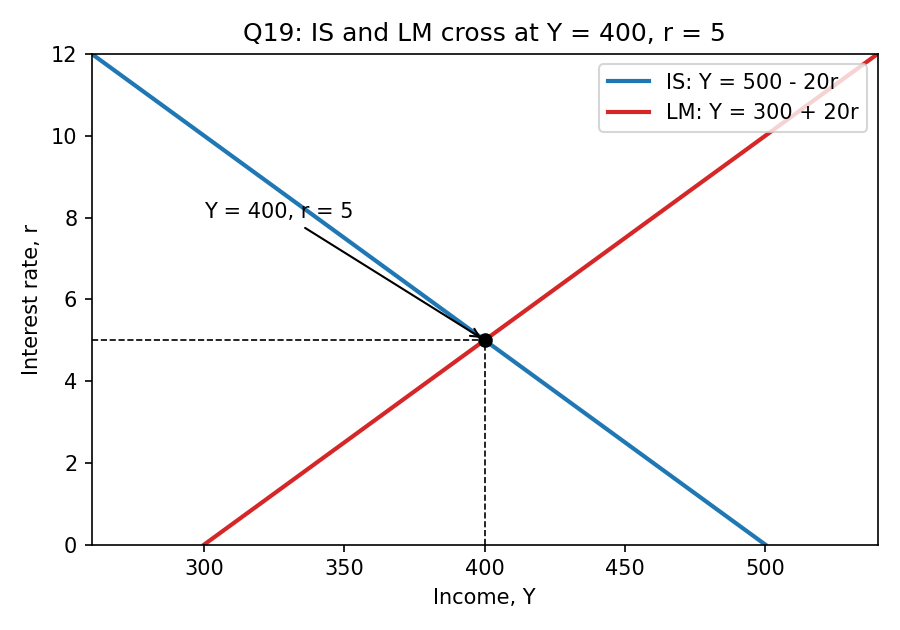 Q19: IS and LM cross at Y = 400, r = 5
IS: Y = 500 - 20r
LM: Y = 300 + 20r
Y = 400, r = 5
Interest rate, r
12
10
8
6
4
2
0
300 350 400 450 500
Income, Y